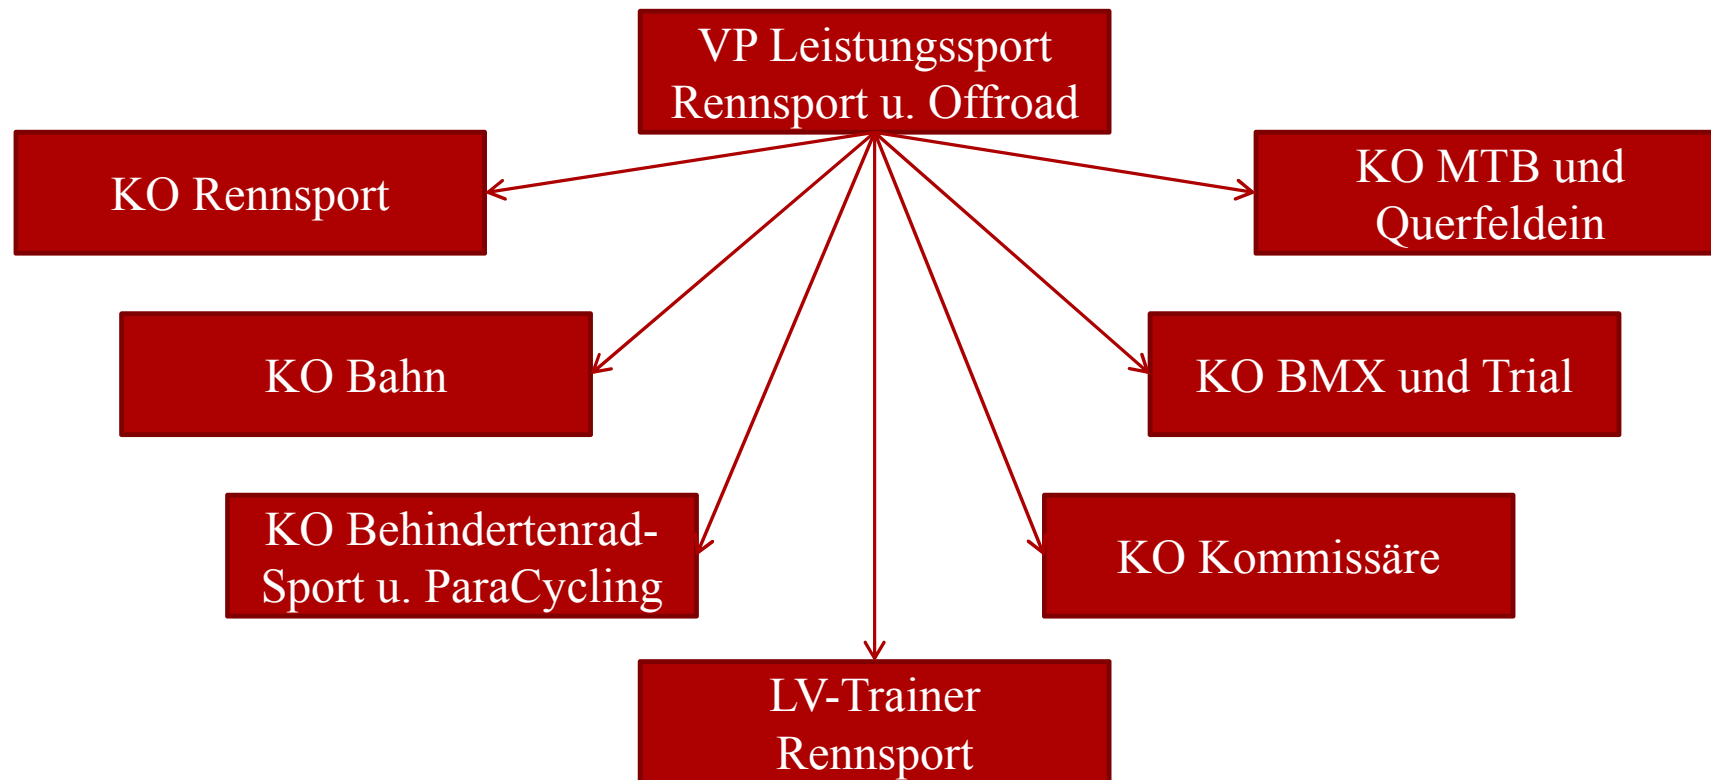 VP Leistungssport
Rennsport u. Offroad
KO Rennsport
KO MTB und
Querfeldein
KO Bahn
KO BMX und Trial
KO Behindertenrad-
Sport u. ParaCycling
KO Kommissäre
LV-Trainer
Rennsport